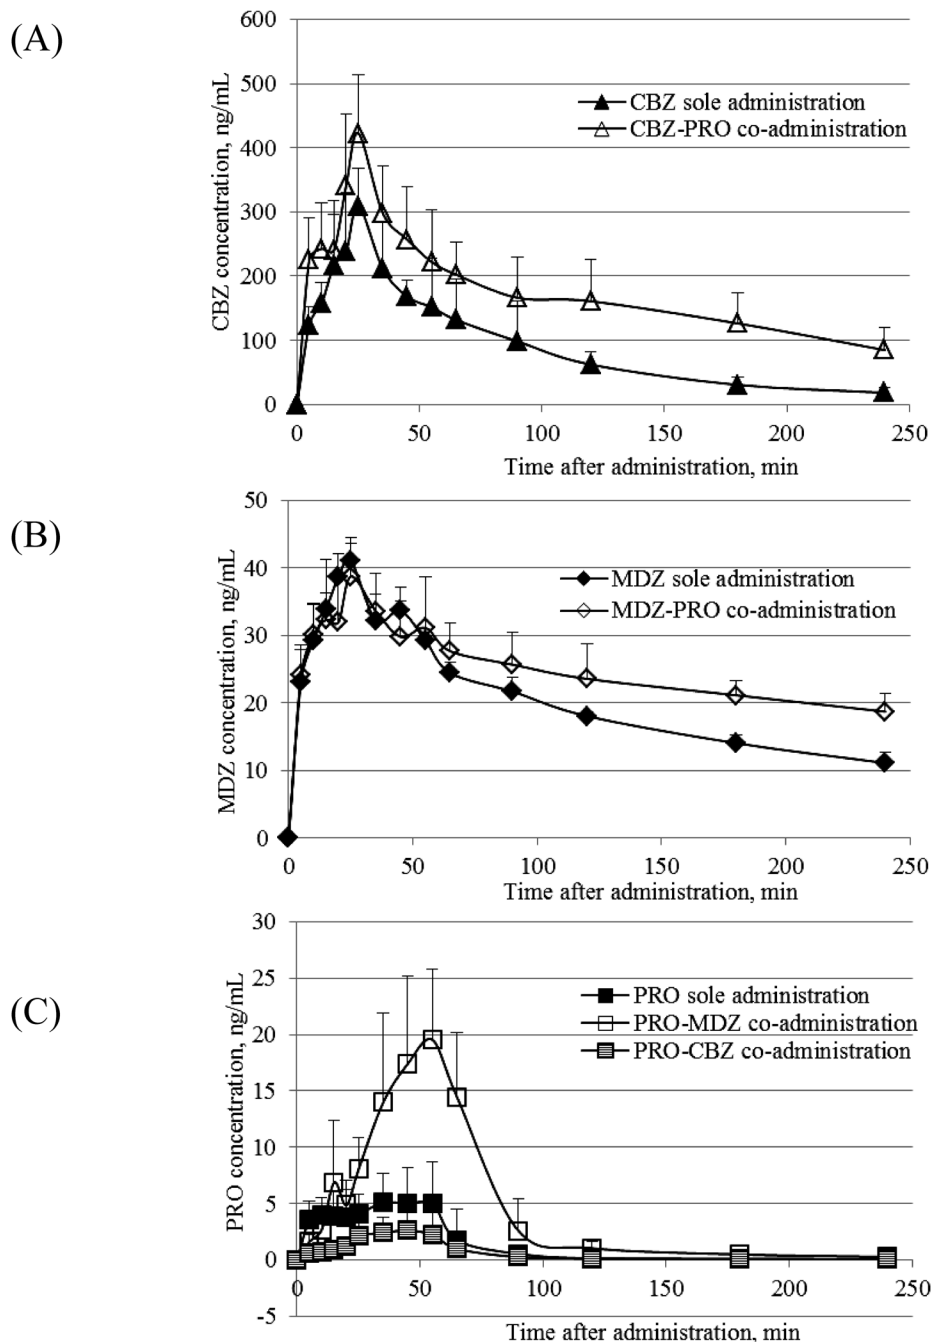 (A)
CBZ concentration, ng/mL
600
500
400
300
200
100
0
CBZ sole administration
CBZ-PRO co-administration
0 50 100 150 200 250
Time after administration, min
(B)
MDZ concentration, ng/mL
50
40
30
20
10
0
MDZ sole administration
MDZ-PRO co-administration
0 50 100 150 200 250
Time after administration, min
(C)
PRO concentration, ng/mL
30
25
20
15
10
5
0
-5
PRO sole administration
PRO-MDZ co-administration
PRO-CBZ co-administration
0 50 100 150 200 250
Time after administration, min